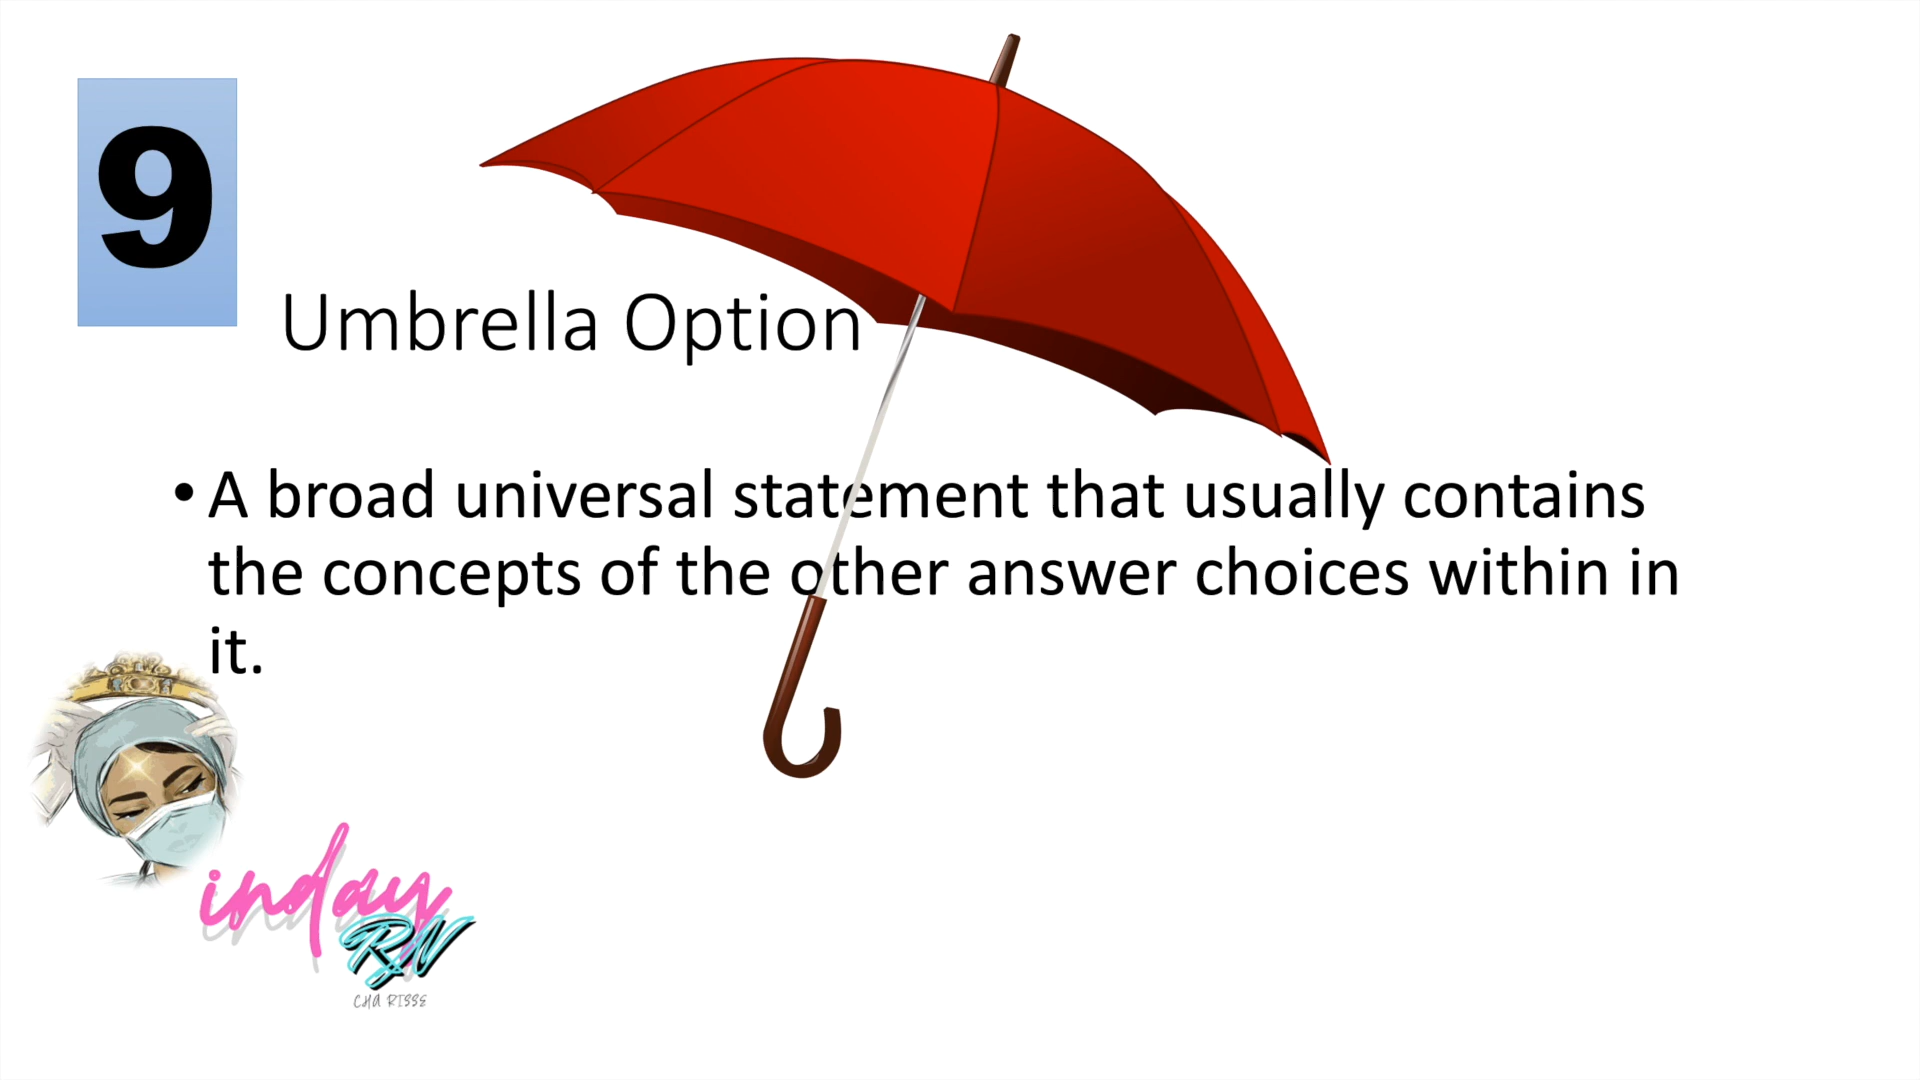 9
Umbrella Option
• A broad universal statement that usually contains
the concepts of the other answer choices within in
it.
inday
RN
CHA RISSE